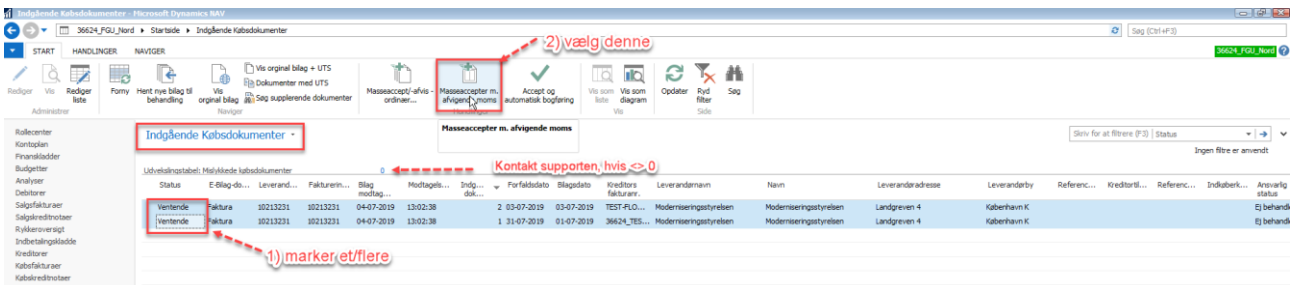 Indgående Købsdokumenter - Microsoft Dynamics NAV
36624_FGU_Nord ▸ Startside ▸ Indgående Købsdokumenter
Søg (Ctrl+F3)
2) vælg denne
START HANDLINGER NAVIGER
36624_FGU_Nord
Rediger
Vis
Rediger liste
Administrer
Forny
Hent nye bilag til behandling
Vis orginal bilag
Vis orginal bilag + UTS
Dokumenter med UTS
Søg supplerende dokumenter
Naviger
Masseaccept/-afvis - ordinær...
Masseaccepter m. afvigende moms
Accept og automatisk bogføring
Handlinger
Vis som liste
Vis som diagram
Vis
Opdater
Ryd filter
Søg
Side
Masseaccepter m. afvigende moms
Rollecenter
Kontoplan
Finanskladder
Budgetter
Analyser
Debitorer
Salgsfakturaer
Salgskreditnotaer
Rykkeroversigt
Indbetalingskladde
Kreditorer
Købsfakturaer
Købskreditnotaer
Indgående Købsdokumenter
Skriv for at filtrere (F3) Status
Ingen filtre er anvendt
Udvekslingstabel: Mislykkede købsdokumenter 0
Kontakt supporten, hvis <> 0
Status E-Bilag-do... Leverand... Fakturerin... Bilag modtag... Modtagels... Indg... dok... Forfaldsdato Bilagsdato Kreditors fakturanr. Leverandørnavn Navn Leverandøradresse Leverandørby Referenc... Kreditortil... Referenc... Indkøberk... Ansvarlig status
Ventende Faktura 10213231 10213231 04-07-2019 13:02:38 2 03-07-2019 03-07-2019 TEST-FLO... Moderniseringsstyrelsen Moderniseringsstyrelsen Landgreven 4 København K Ej behandl
Ventende Faktura 10213231 10213231 04-07-2019 13:02:38 1 31-07-2019 01-07-2019 36624_TES... Moderniseringsstyrelsen Moderniseringsstyrelsen Landgreven 4 København K Ej behandl
1) marker et/flere